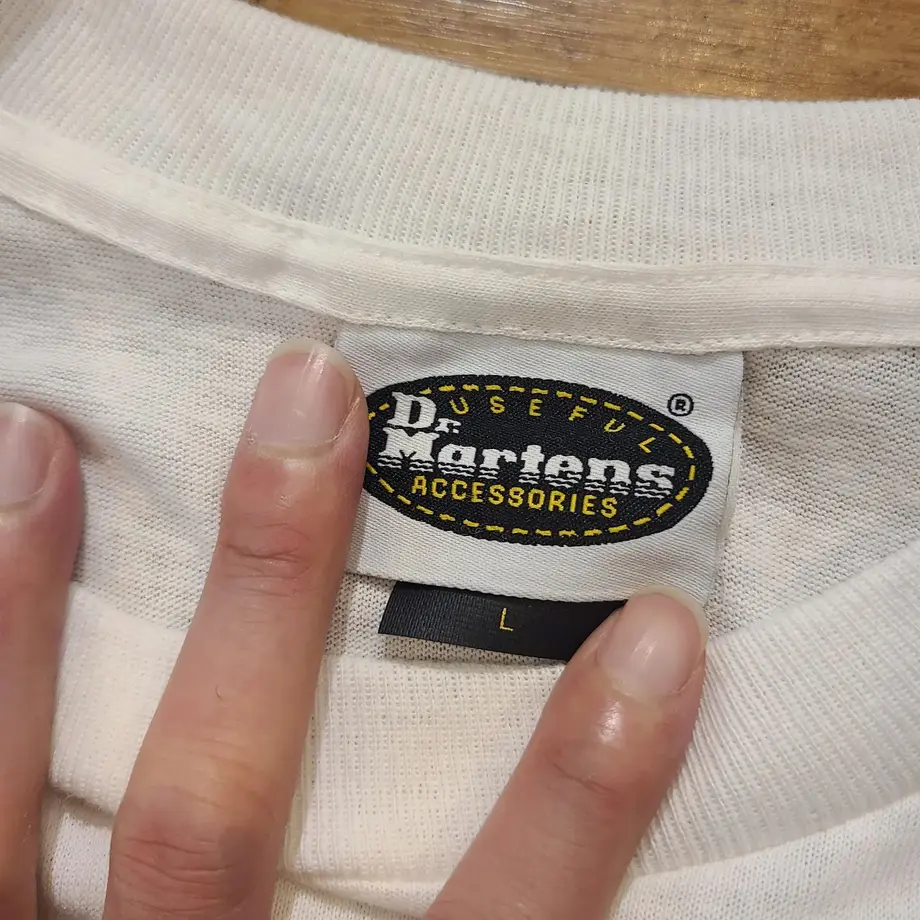 USEFUL
Dr.
Martens
ACCESSORIES
®
L